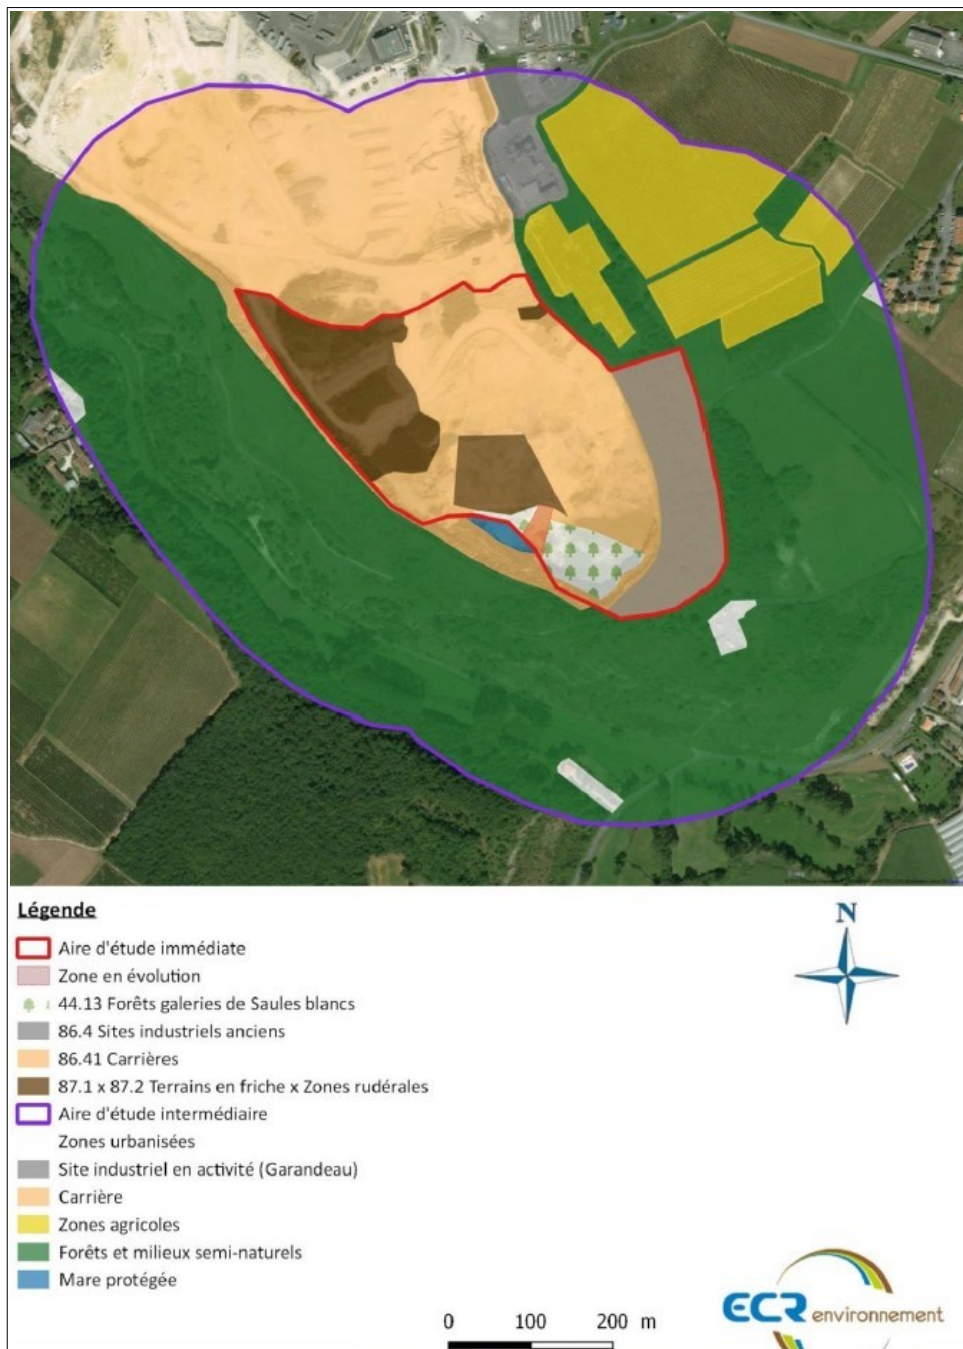 Légende
N
Aire d'étude immédiate
Zone en évolution
44.13 Forêts galeries de Saules blancs
86.4 Sites industriels anciens
86.41 Carrières
87.1 x 87.2 Terrains en friche x Zones rudérales
Aire d'étude intermédiaire
Zones urbanisées
Site industriel en activité (Garandeau)
Carrière
Zones agricoles
Forêts et milieux semi-naturels
Mare protégée
ECR environnement
0 100 200 m